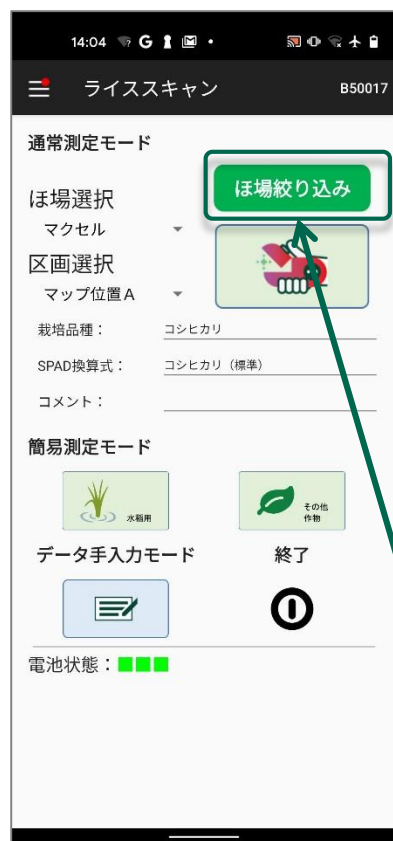 14:04
ライススキャン B50017
通常測定モード
ほ場絞り込み
ほ場選択
マクセル
区画選択
マップ位置A
栽培品種： コシヒカリ
SPAD換算式： コシヒカリ（標準）
コメント：
簡易測定モード
水稲用 その他
作物
データ手入力モード 終了
電池状態：